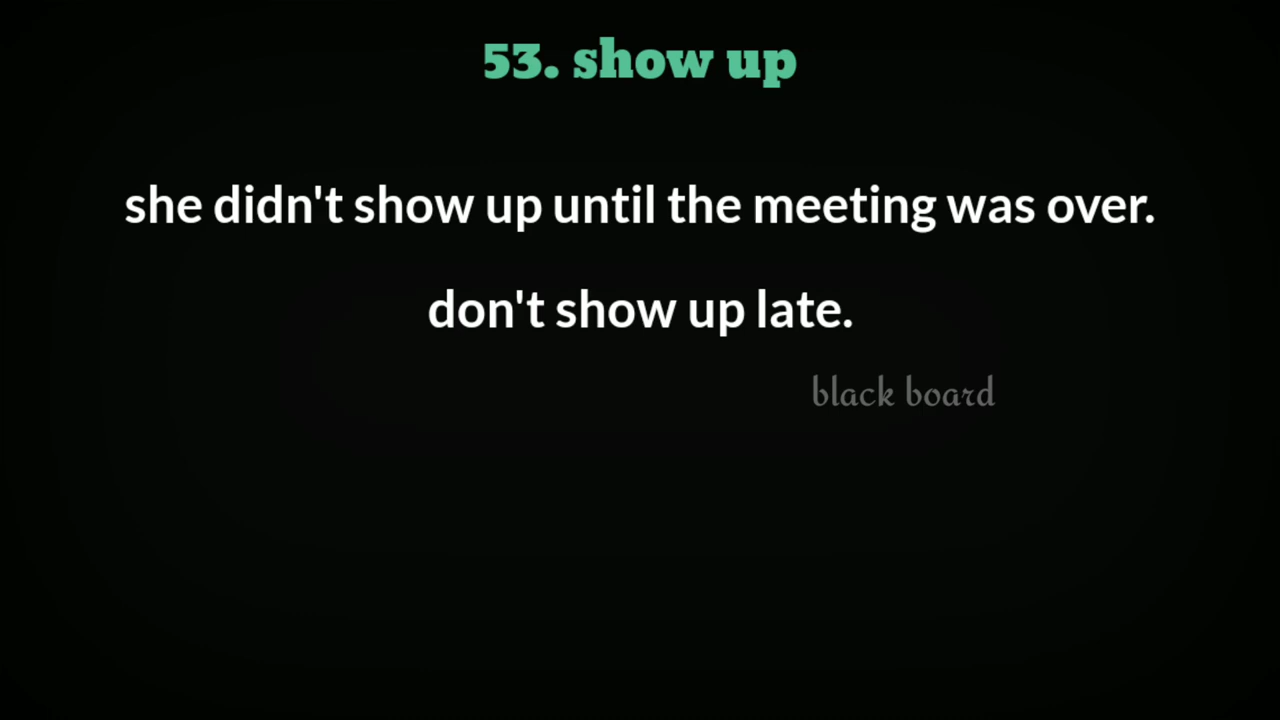 53. show up
she didn't show up until the meeting was over.
don't show up late.
black board